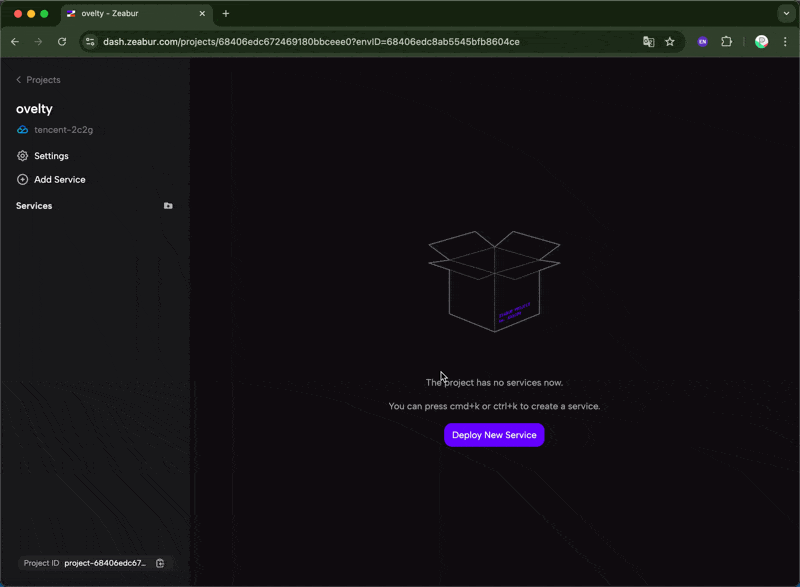 ovelty - Zeabur
dash.zeabur.com/projects/68406edc672469180bbceee0?envID=68406edc8ab5545bfb8604ce
EN
Projects
ovelty
tencent-2c2g
Settings
Add Service
Services
The project has no services now.
You can press cmd+k or ctrl+k to create a service.
Deploy New Service
Project ID project-68406edc67...